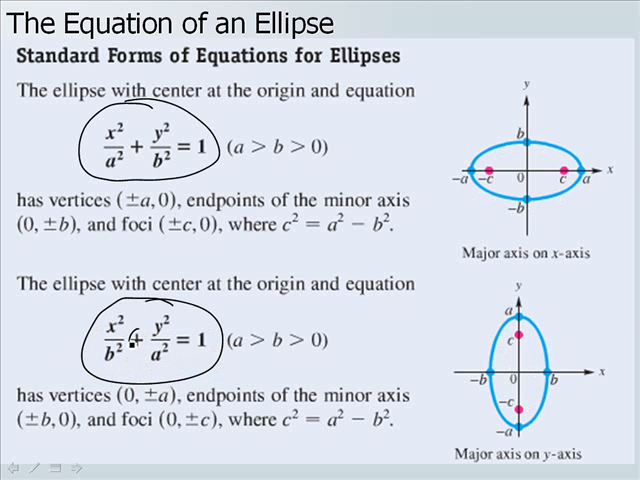 The Equation of an Ellipse
Standard Forms of Equations for Ellipses
The ellipse with center at the origin and equation
x²/a² + y²/b² = 1 (a > b > 0)
has vertices (±a, 0), endpoints of the minor axis
(0, ±b), and foci (±c, 0), where c² = a² − b².
y
b
−a −c 0 c a x
−b
Major axis on x-axis
The ellipse with center at the origin and equation
x²/b² + y²/a² = 1 (a > b > 0)
has vertices (0, ±a), endpoints of the minor axis
(±b, 0), and foci (0, ±c), where c² = a² − b².
y
a
c
−b 0 b x
−c
−a
Major axis on y-axis